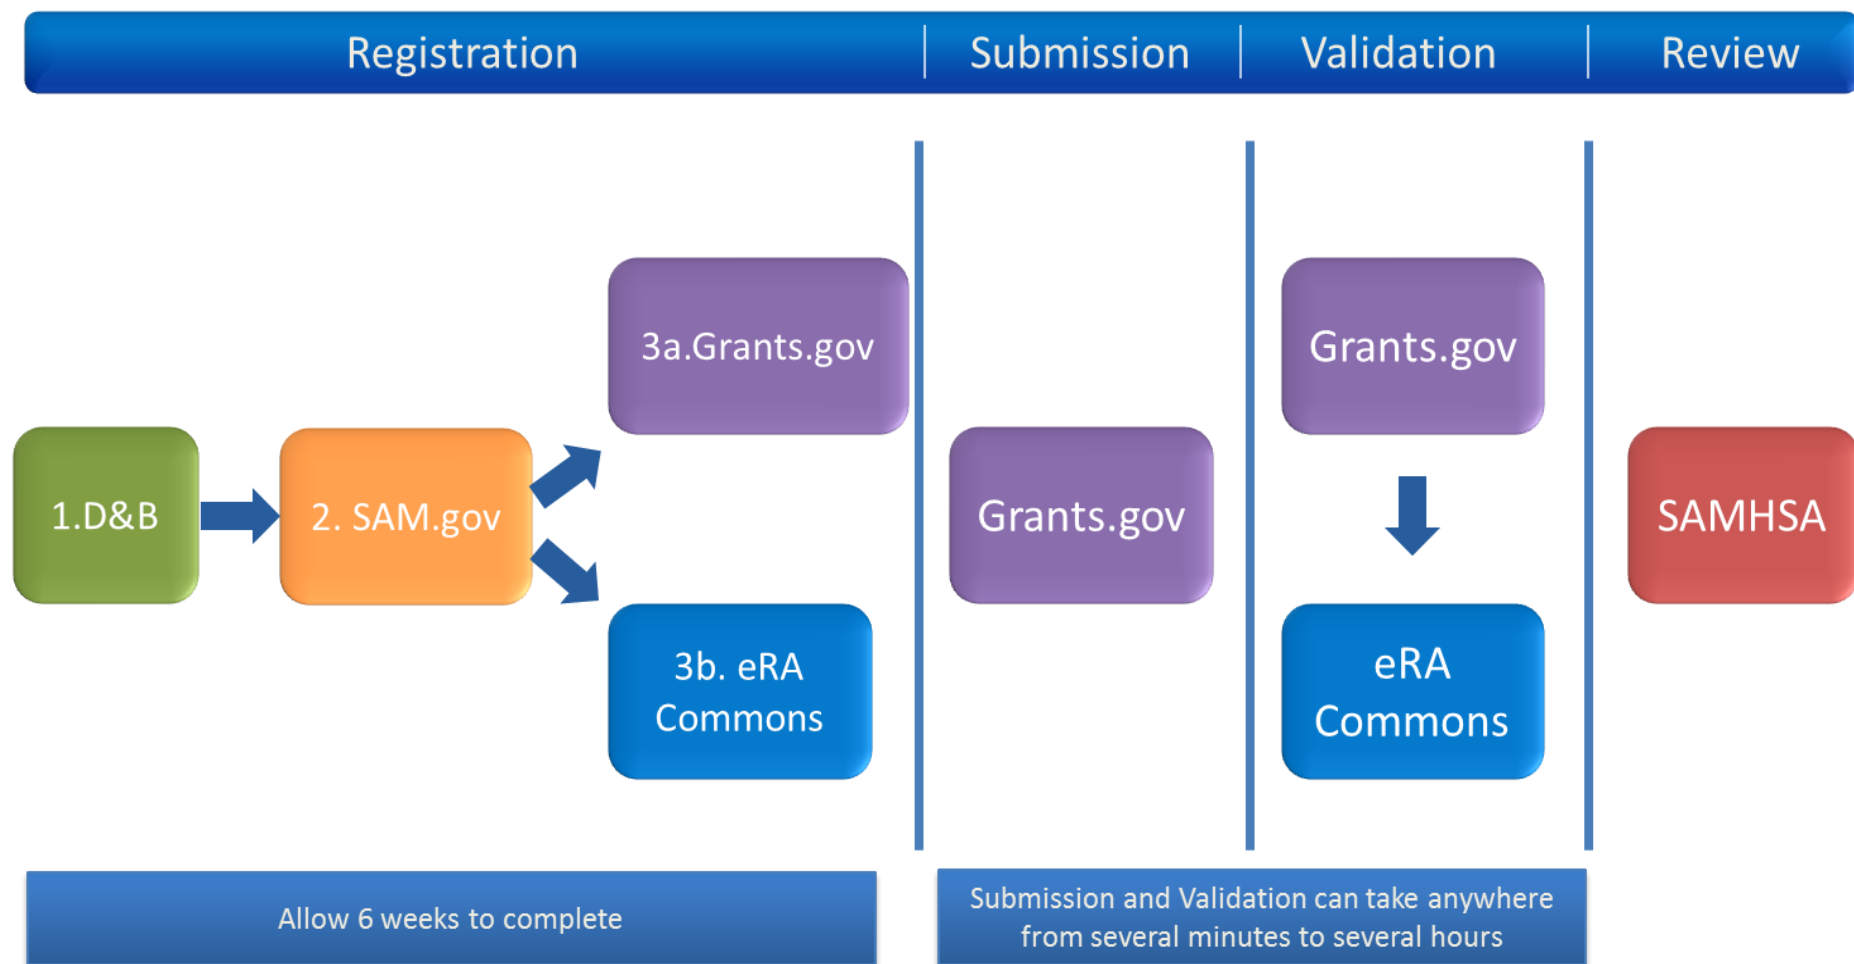 Registration
Submission
Validation
Review
1.D&B
2. SAM.gov
3a.Grants.gov
3b. eRA
Commons
Grants.gov
Grants.gov
eRA
Commons
SAMHSA
Allow 6 weeks to complete
Submission and Validation can take anywhere
from several minutes to several hours